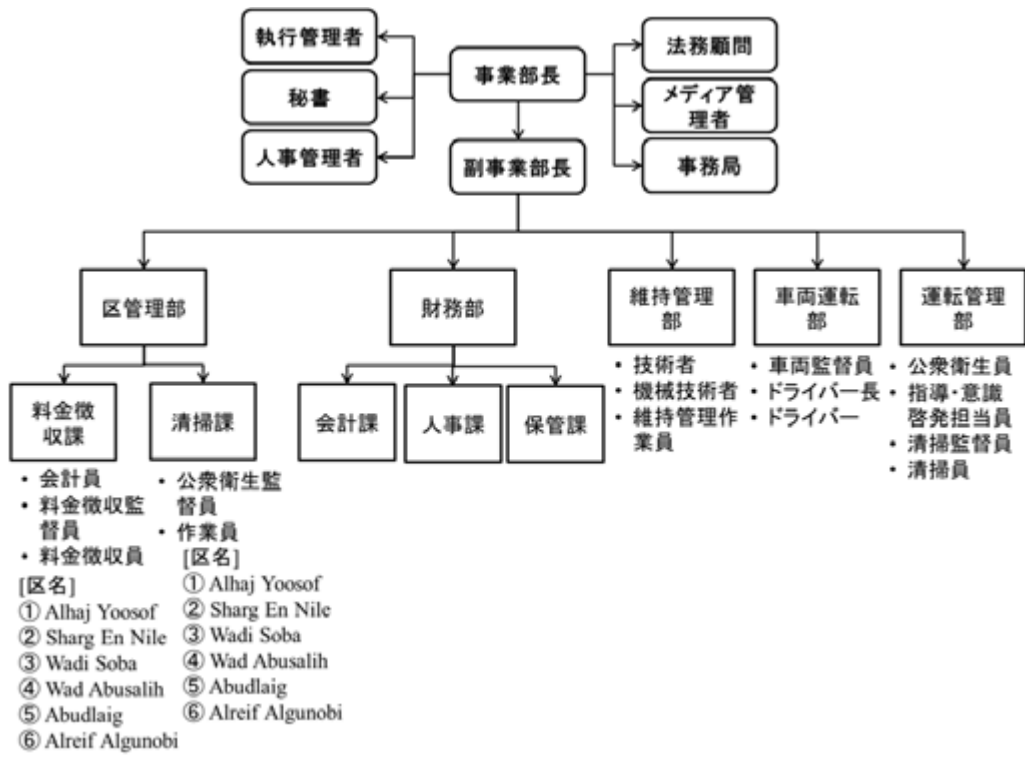 執行管理者
秘書
人事管理者
事業部長
副事業部長
法務顧問
メディア管
理者
事務局
区管理部
財務部
維持管理
部
車両運転
部
運転管理
部
料金徴
収課
清掃課
会計課
人事課
保管課
・ 技術者
・ 機械技術者
・ 維持管理作
業員
・ 車両監督員
・ ドライバー長
・ ドライバー
・ 公衆衛生員
・ 指導・意識
啓発担当員
・ 清掃監督員
・ 清掃員
・ 会計員
・ 料金徴収監
督員
・ 料金徴収員
[区名]
① Alhaj Yoosof
② Sharg En Nile
③ Wadi Soba
④ Wad Abusalih
⑤ Abudlaig
⑥ Alreif Algunobi
・ 公衆衛生監
督員
・ 作業員
[区名]
① Alhaj Yoosof
② Sharg En Nile
③ Wadi Soba
④ Wad Abusalih
⑤ Abudlaig
⑥ Alreif Algunobi